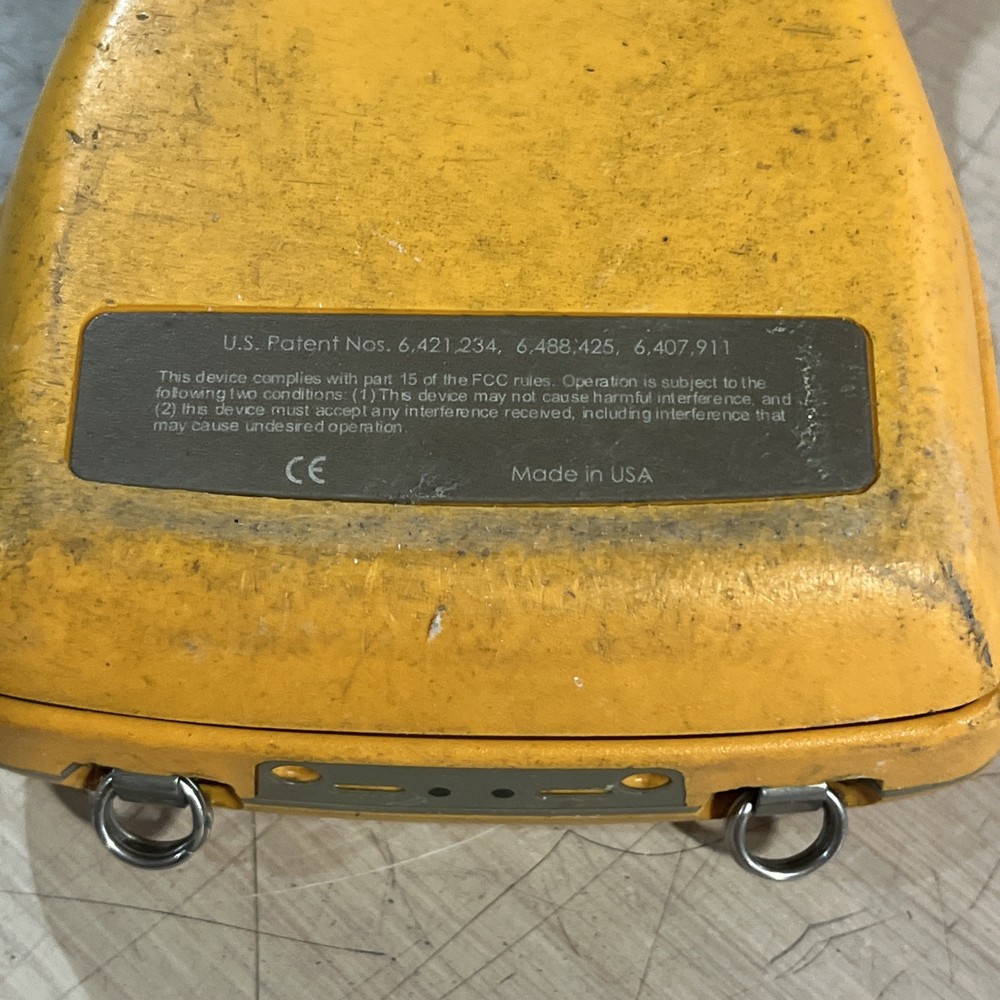 U.S. Patent Nos. 6,421,234, 6,488,425, 6,407,911
This device complies with part 15 of the FCC rules. Operation is subject to the
following two conditions: (1) This device may not cause harmful interference, and
(2) this device must accept any interference received, including interference that
may cause undesired operation.
CE
Made in USA